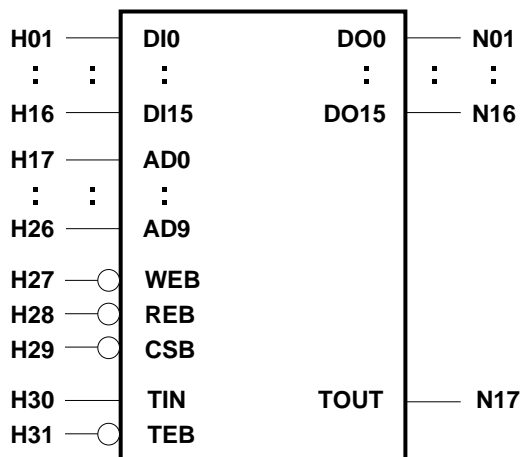 H01 DI0 DO0 N01
: : : : : :
H16 DI15 DO15 N16
H17 AD0
: : :
H26 AD9
H27 WEB
H28 REB
H29 CSB
H30 TIN TOUT N17
H31 TEB